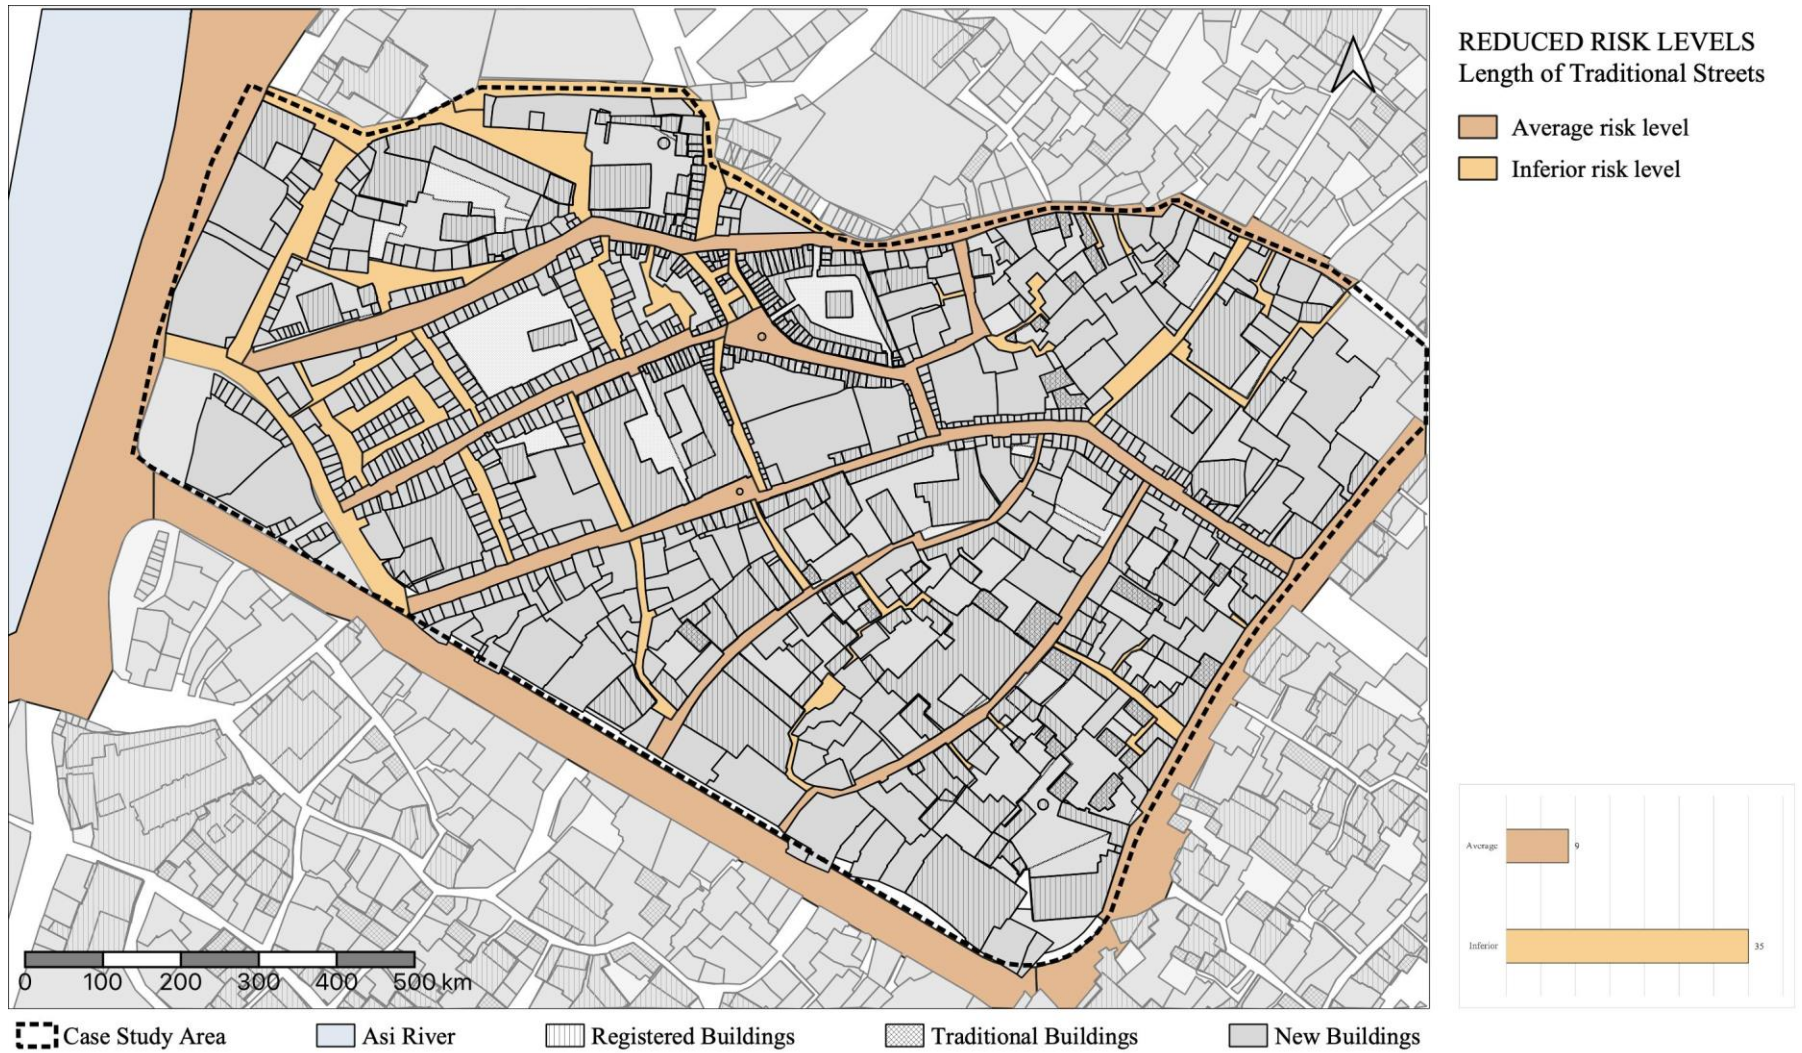 REDUCED RISK LEVELS
Length of Traditional Streets
Average risk level
Inferior risk level
Average
9
Inferior
35
0 100 200 300 400 500 km
Case Study Area Asi River Registered Buildings Traditional Buildings New Buildings